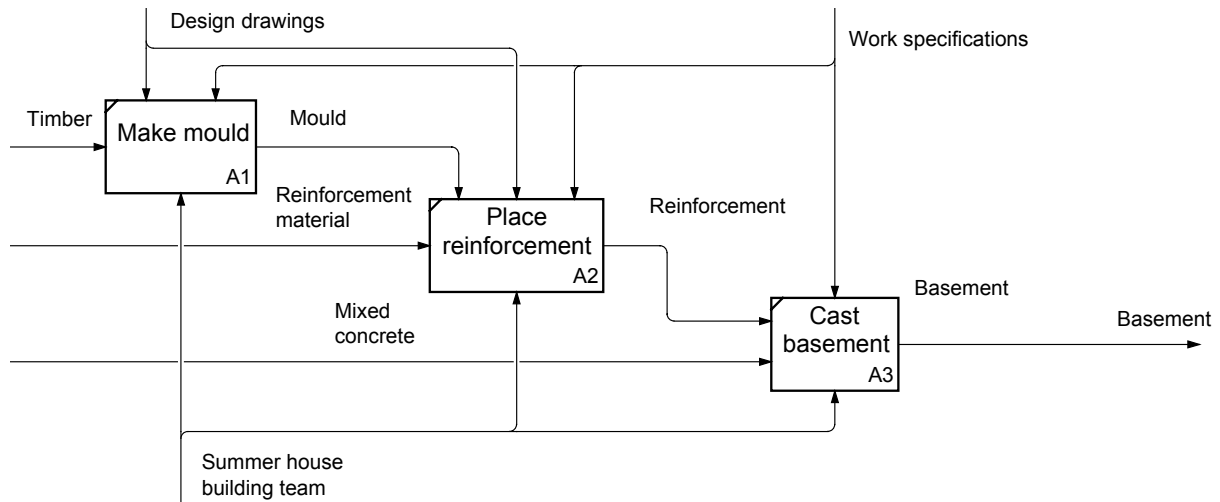 Design drawings
Work specifications
Timber
Make mould
A1
Mould
Reinforcement
material
Place
reinforcement
A2
Reinforcement
Mixed
concrete
Cast
basement
A3
Basement
Basement
Summer house
building team